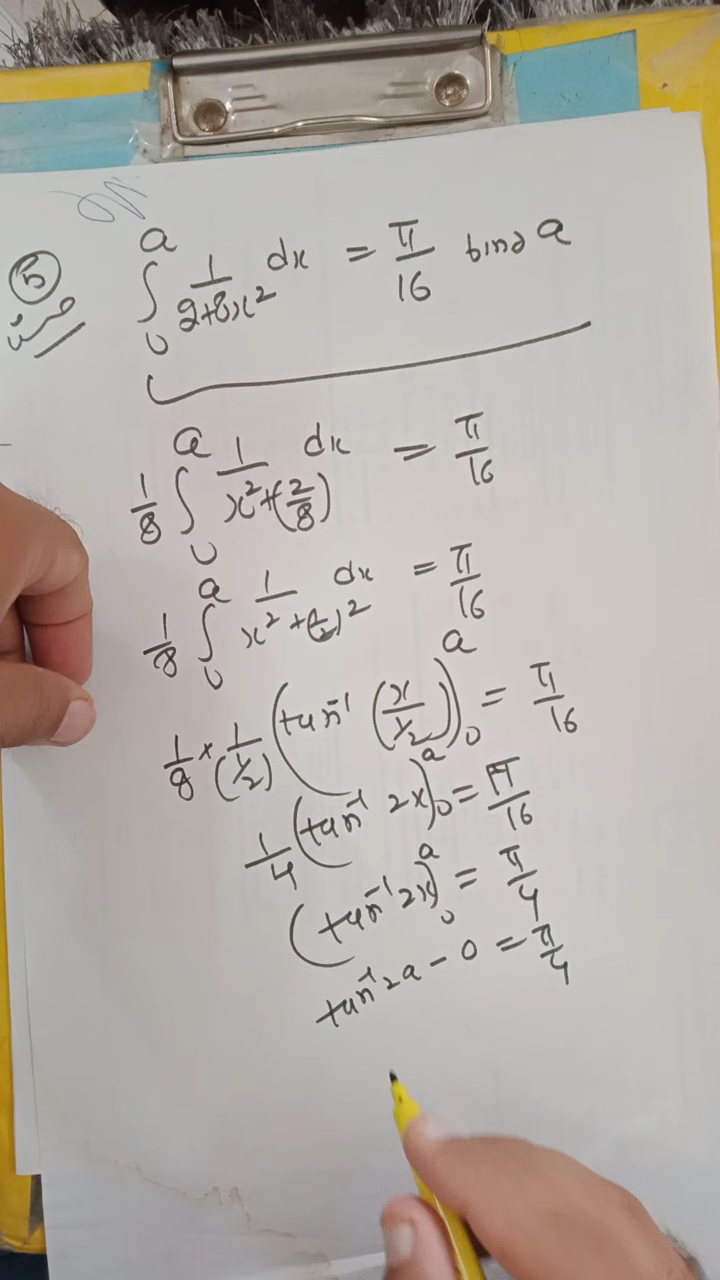 5 ∫₀ᵃ 1/(2+8x²) dx = π/16 find a
1/8 ∫₀ᵃ 1/(x²+(2/8)) dx = π/16
1/8 ∫₀ᵃ 1/(x²+(1/2)²) dx = π/16
1/8 × 1/(1/2) (tan⁻¹ (x/(1/2)))₀ᵃ = π/16
1/4 (tan⁻¹ 2x)₀ᵃ = π/16
(tan⁻¹ 2x)₀ᵃ = π/4
tan⁻¹ 2a - 0 = π/4